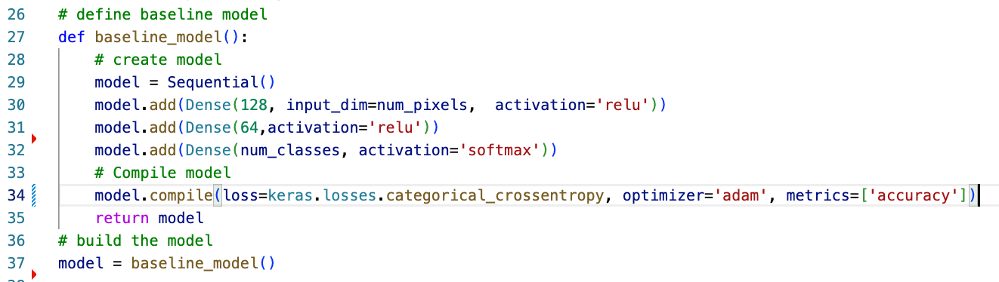 26 # define baseline model
27 def baseline_model():
28     # create model
29     model = Sequential()
30     model.add(Dense(128, input_dim=num_pixels,  activation='relu'))
31     model.add(Dense(64,activation='relu'))
32     model.add(Dense(num_classes, activation='softmax'))
33     # Compile model
34     model.compile(loss=keras.losses.categorical_crossentropy, optimizer='adam', metrics=['accuracy'])
35     return model
36 # build the model
37 model = baseline_model()